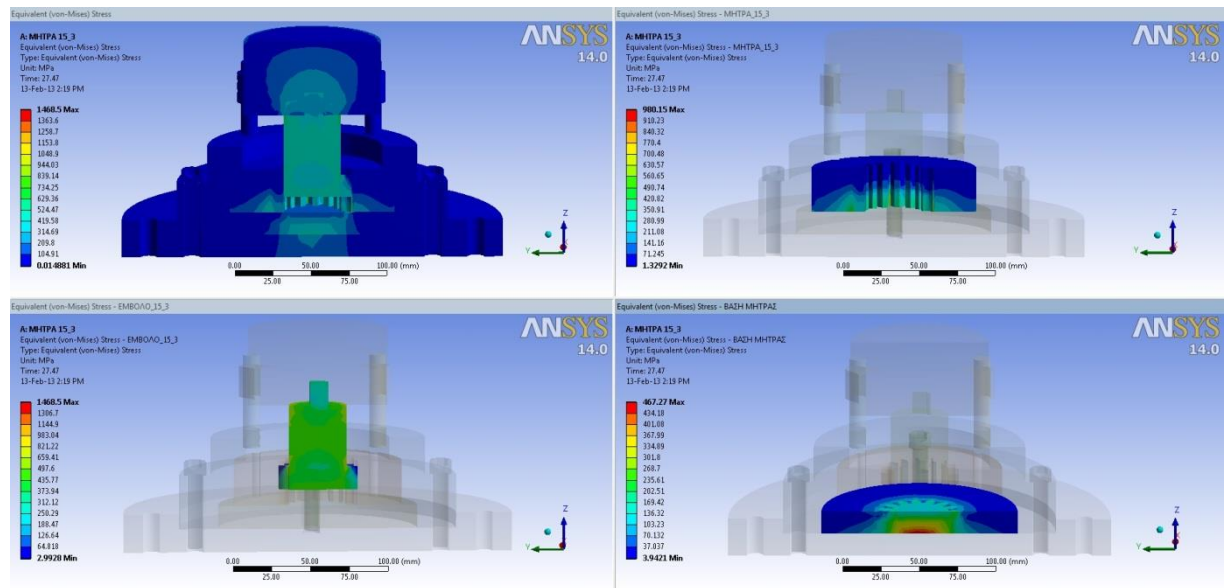 Equivalent (von-Mises) Stress
ANSYS
14.0
A: ΜΗΤΡΑ 15_3
Equivalent (von-Mises) Stress
Type: Equivalent (von-Mises) Stress
Unit: MPa
Time: 27.47
13-Feb-13 2:19 PM
1468.5 Max
1363.6
1258.7
1153.8
1048.9
944.03
839.14
734.25
629.36
524.47
419.58
314.69
209.8
104.91
0.014881 Min
0.00 50.00 100.00 (mm)
25.00 75.00
Z
Y
X
Equivalent (von-Mises) Stress - ΜΗΤΡΑ_15_3
ANSYS
14.0
A: ΜΗΤΡΑ 15_3
Equivalent (von-Mises) Stress - ΜΗΤΡΑ_15_3
Type: Equivalent (von-Mises) Stress
Unit: MPa
Time: 27.47
13-Feb-13 2:19 PM
980.15 Max
910.23
840.32
770.4
700.48
630.57
560.65
490.74
420.82
350.91
280.99
211.08
141.16
71.245
1.3292 Min
0.00 50.00 100.00 (mm)
25.00 75.00
Z
Y
X
Equivalent (von-Mises) Stress - ΕΜΒΟΛΟ_15_3
ANSYS
14.0
A: ΜΗΤΡΑ 15_3
Equivalent (von-Mises) Stress - ΕΜΒΟΛΟ_15_3
Type: Equivalent (von-Mises) Stress
Unit: MPa
Time: 27.47
13-Feb-13 2:19 PM
1468.5 Max
1306.7
1144.9
983.04
821.22
659.41
497.6
435.77
373.94
312.12
250.29
188.47
126.64
64.818
2.9928 Min
0.00 50.00 100.00 (mm)
25.00 75.00
Z
Y
X
Equivalent (von-Mises) Stress - ΒΑΣΗ ΜΗΤΡΑΣ
ANSYS
14.0
A: ΜΗΤΡΑ 15_3
Equivalent (von-Mises) Stress - ΒΑΣΗ ΜΗΤΡΑΣ
Type: Equivalent (von-Mises) Stress
Unit: MPa
Time: 27.47
13-Feb-13 2:19 PM
467.27 Max
434.18
401.08
367.99
334.89
301.8
268.7
235.61
202.51
169.42
136.32
103.23
70.132
37.037
3.9421 Min
0.00 50.00 100.00 (mm)
25.00 75.00
Z
Y
X